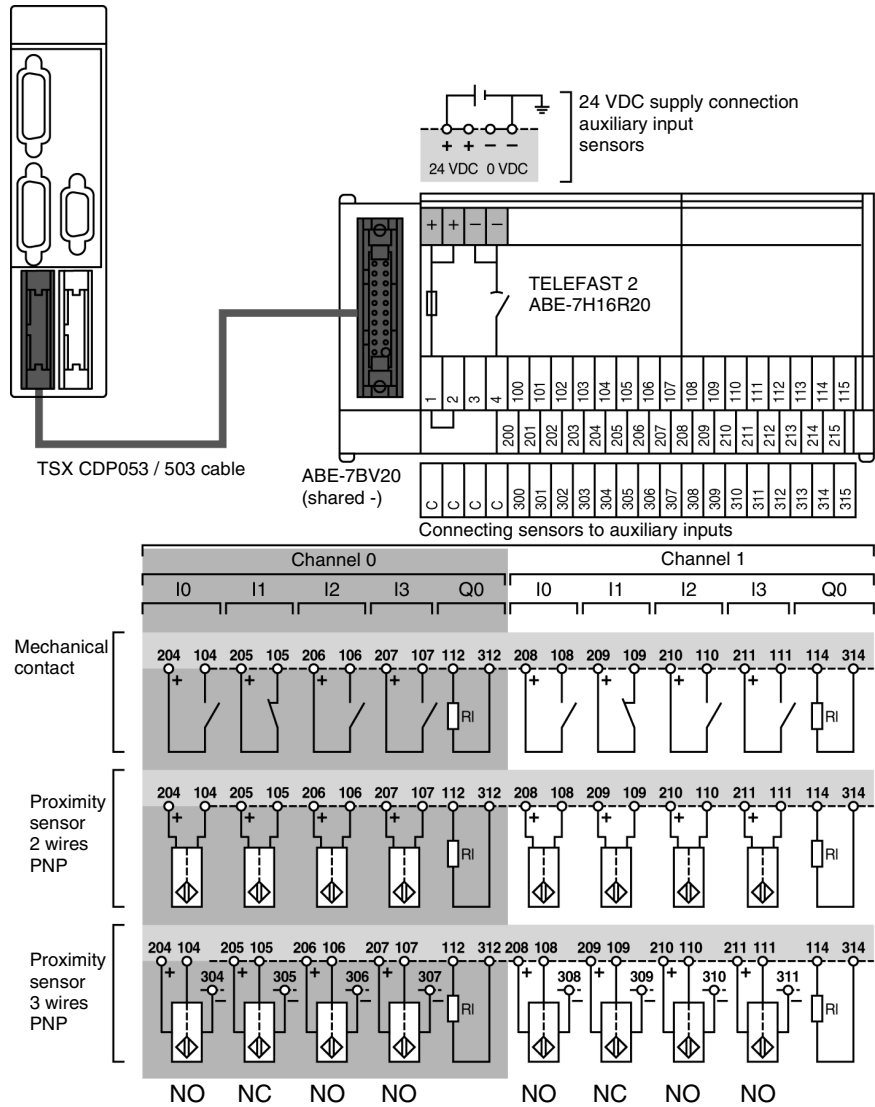 24 VDC supply connection
auxiliary input
sensors
+ + − −
24 VDC 0 VDC
+ + − −
TELEFAST 2
ABE-7H16R20
1 2 3 4 100 101 102 103 104 105 106 107 108 109 110 111 112 113 114 115
200 201 202 203 204 205 206 207 208 209 210 211 212 213 214 215
TSX CDP053 / 503 cable
ABE-7BV20
(shared -)
C C C C 300 301 302 303 304 305 306 307 308 309 310 311 312 313 314 315
Connecting sensors to auxiliary inputs
Channel 0 Channel 1
I0 I1 I2 I3 Q0 I0 I1 I2 I3 Q0
Mechanical
contact
204 104 205 105 206 106 207 107 112 312 208 108 209 109 210 110 211 111 114 314
+ + + + + + + +
RI RI
Proximity
sensor
2 wires
PNP
204 104 205 105 206 106 207 107 112 312 208 108 209 109 210 110 211 111 114 314
+ + + + + + + +
RI RI
Proximity
sensor
3 wires
PNP
204 104 205 105 206 106 207 107 112 312 208 108 209 109 210 110 211 111 114 314
+ 304 + 305 + 306 + 307 + 308 + 309 + 310 + 311
− − − − − − − −
RI RI
NO NC NO NO NO NC NO NO